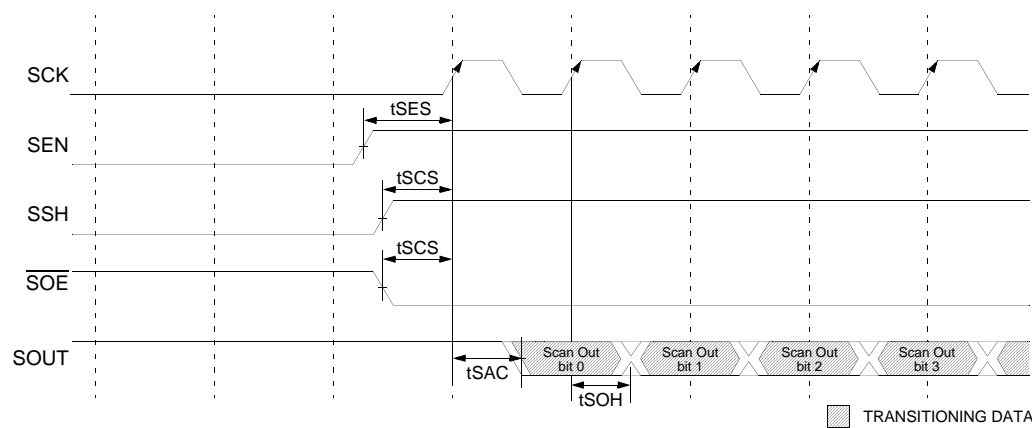 SCK
tSES
SEN
tSCS
SSH
tSCS
SOE
SOUT
Scan Out
bit 0
Scan Out
bit 1
Scan Out
bit 2
Scan Out
bit 3
tSAC
tSOH
TRANSITIONING DATA